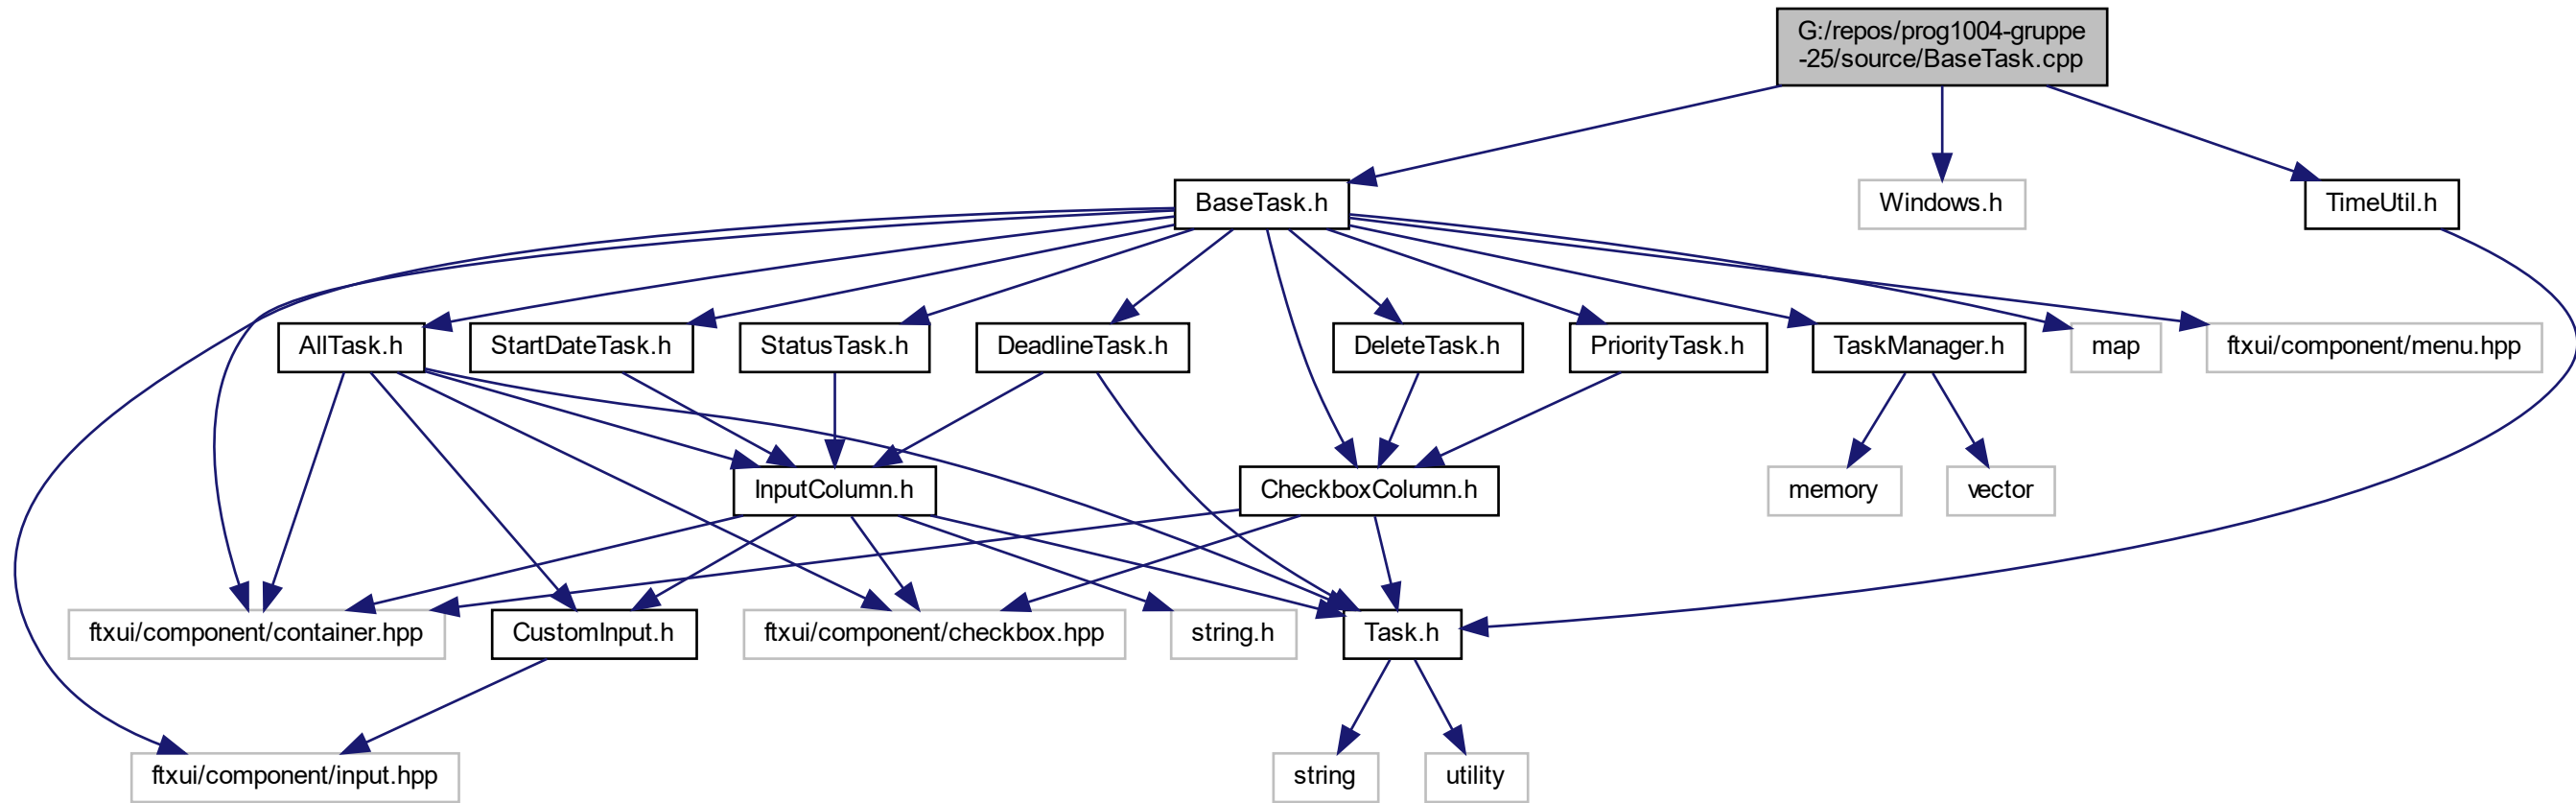 G:/repos/prog1004-gruppe
-25/source/BaseTask.cpp
BaseTask.h
Windows.h
TimeUtil.h
AllTask.h
StartDateTask.h
StatusTask.h
DeadlineTask.h
DeleteTask.h
PriorityTask.h
TaskManager.h
map
ftxui/component/menu.hpp
InputColumn.h
CheckboxColumn.h
memory
vector
ftxui/component/container.hpp
CustomInput.h
ftxui/component/checkbox.hpp
string.h
Task.h
ftxui/component/input.hpp
string
utility